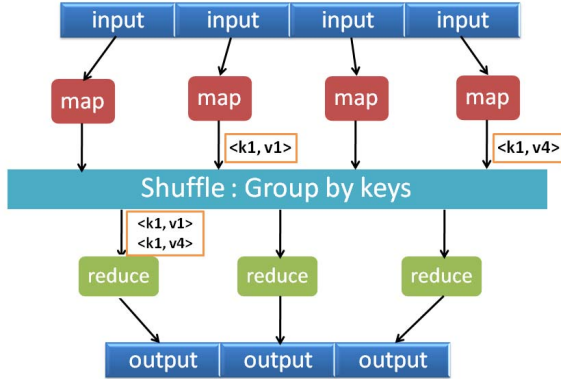 input input input input
map map map map
<k1, v1> <k1, v4>
Shuffle : Group by keys
<k1, v1>
<k1, v4>
reduce reduce reduce
output output output